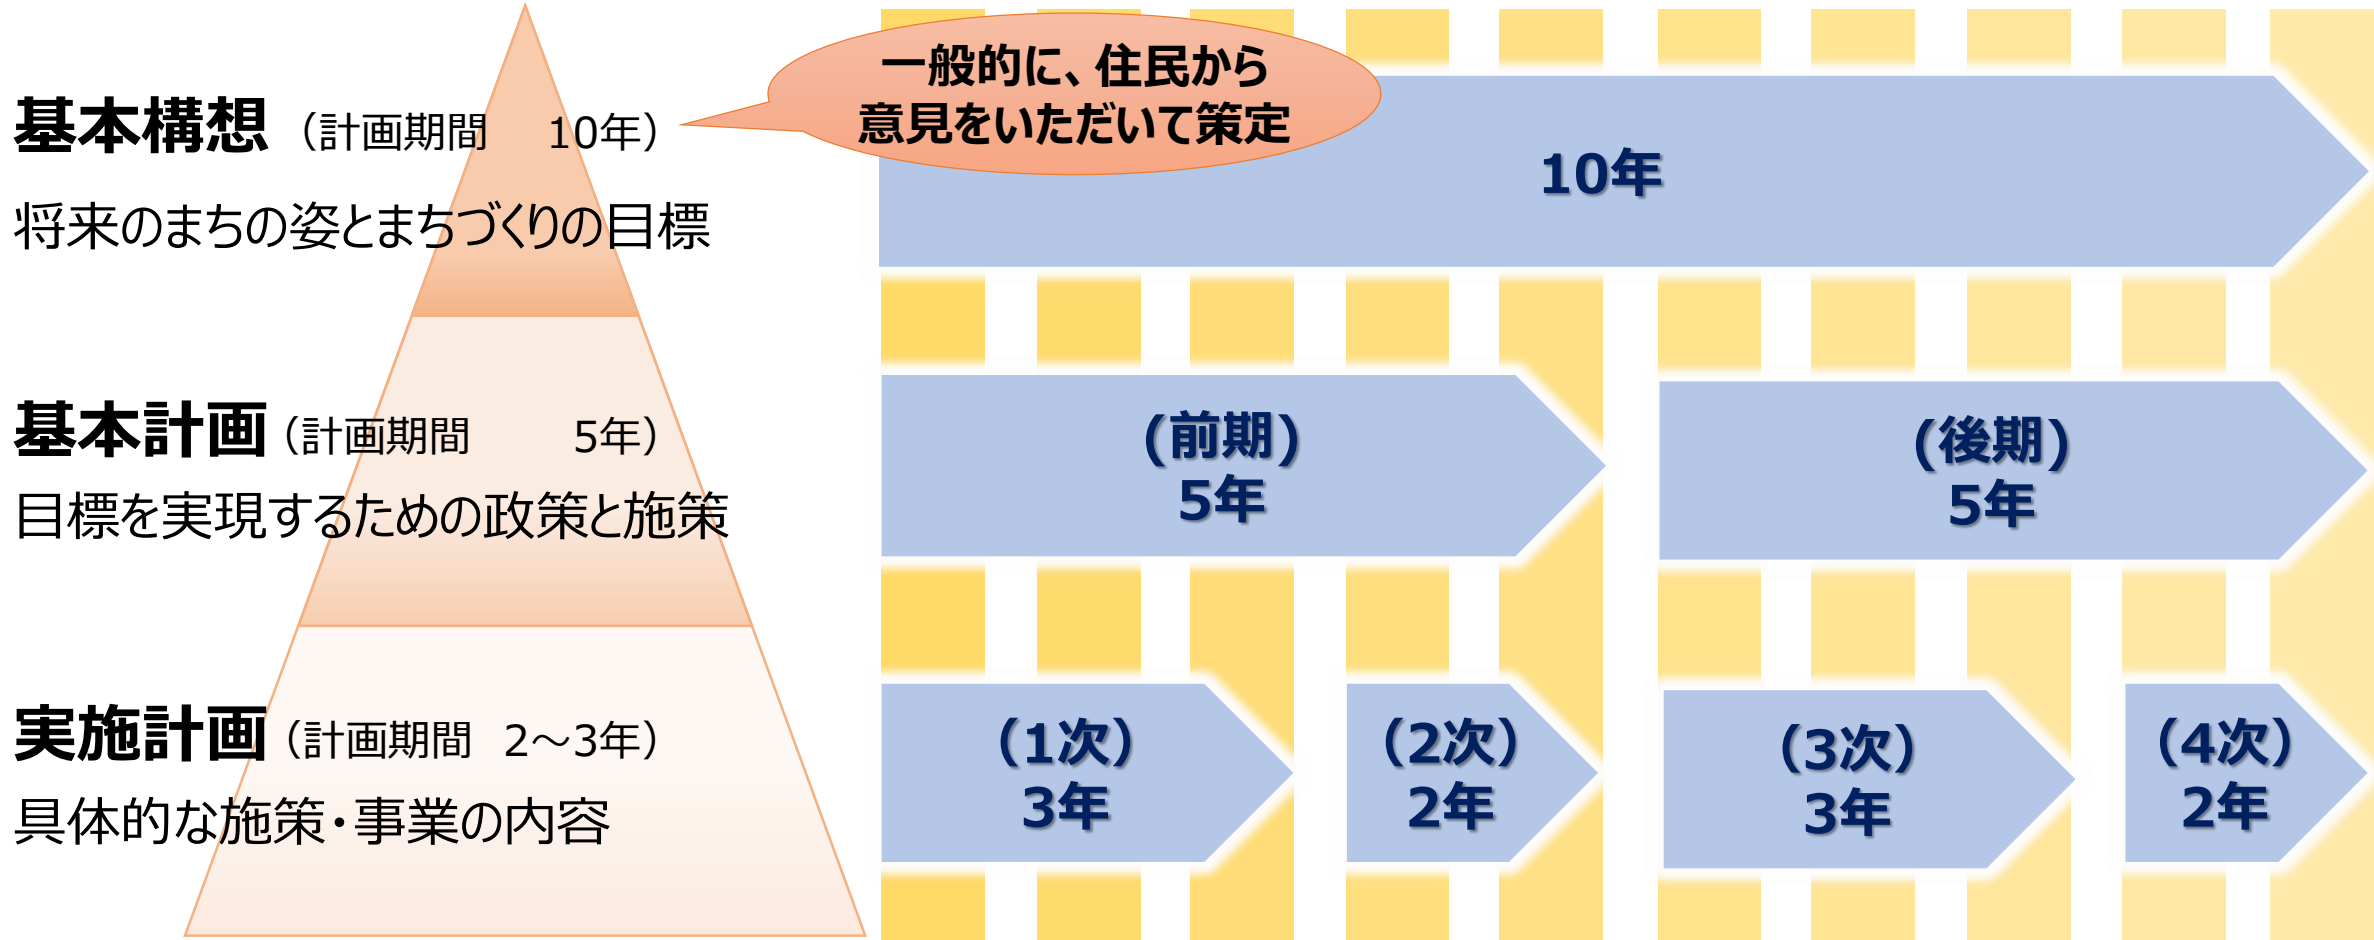 一般的に、住民から
意見をいただいて策定
基本構想（計画期間　10年）
将来のまちの姿とまちづくりの目標
10年
基本計画（計画期間　5年）
目標を実現するための政策と施策
(前期)
5年
(後期)
5年
実施計画（計画期間　2～3年）
具体的な施策・事業の内容
（1次）
3年
（2次）
2年
（3次）
3年
（4次）
2年